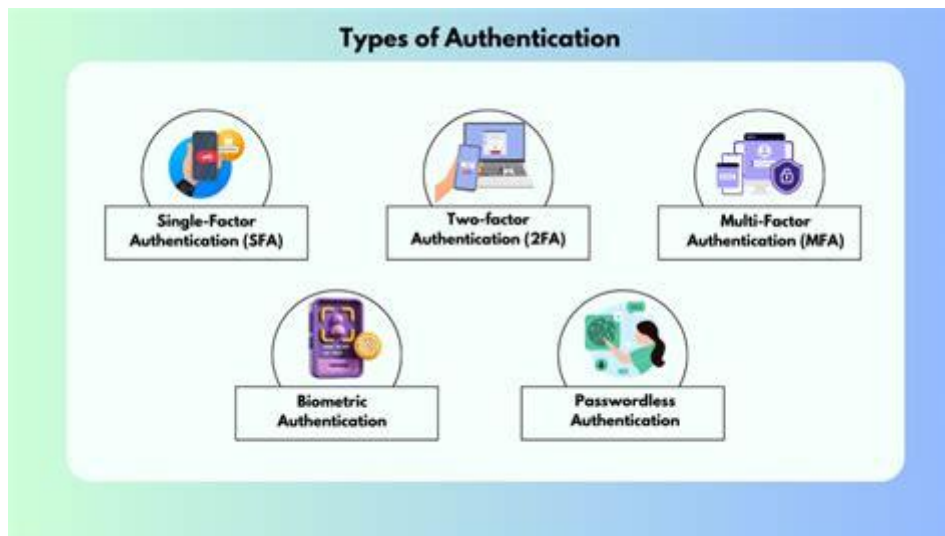 Types of Authentication
Single-Factor
Authentication (SFA)
Two-factor
Authentication (2FA)
Multi-Factor
Authentication (MFA)
Biometric
Authentication
Passwordless
Authentication